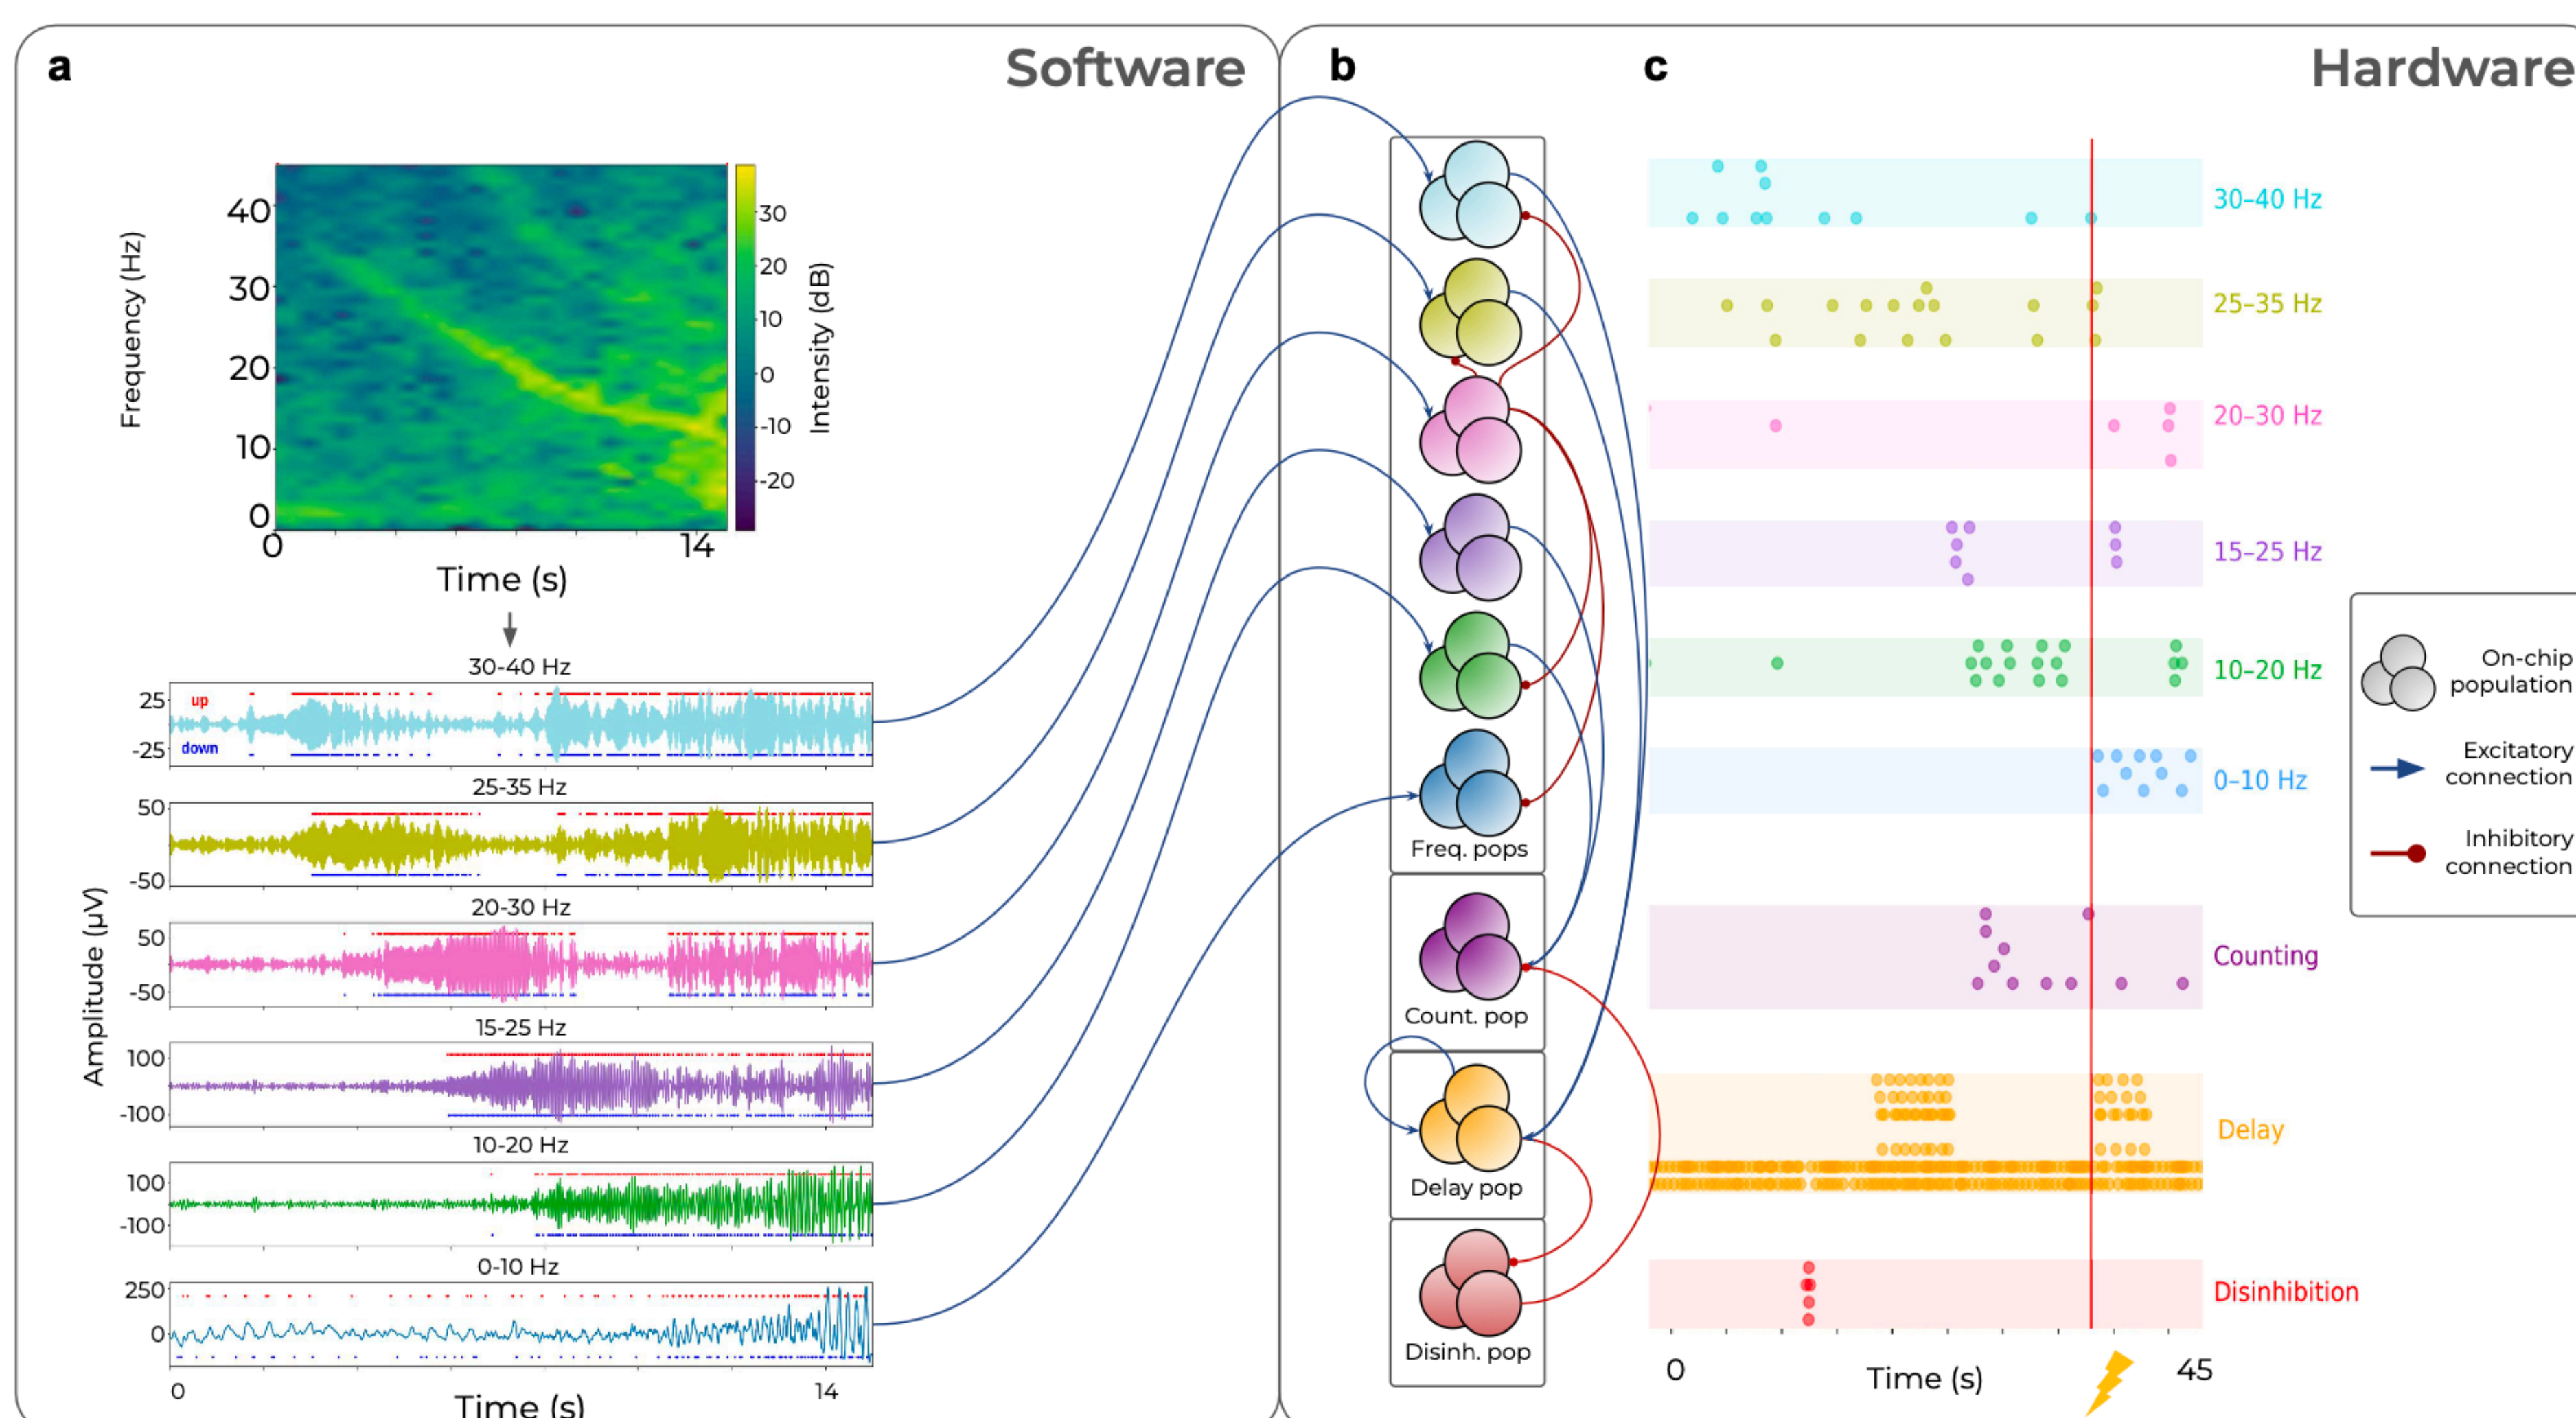 a
Software
b
c
Hardware
Frequency (Hz)
40
30
20
10
0
0
14
Time (s)
30
20
10
0
-10
-20
Intensity (dB)
Amplitude (μV)
30-40 Hz
25
-25
up
down
25-35 Hz
50
-50
20-30 Hz
50
-50
15-25 Hz
100
-100
10-20 Hz
100
-100
0-10 Hz
250
0
0
14
Time (s)
Freq. pops
Count. pop
Delay pop
Disinh. pop
30–40 Hz
25–35 Hz
20–30 Hz
15–25 Hz
10–20 Hz
0–10 Hz
Counting
Delay
Disinhibition
0
Time (s)
45
On-chip
population
Excitatory
connection
Inhibitory
connection